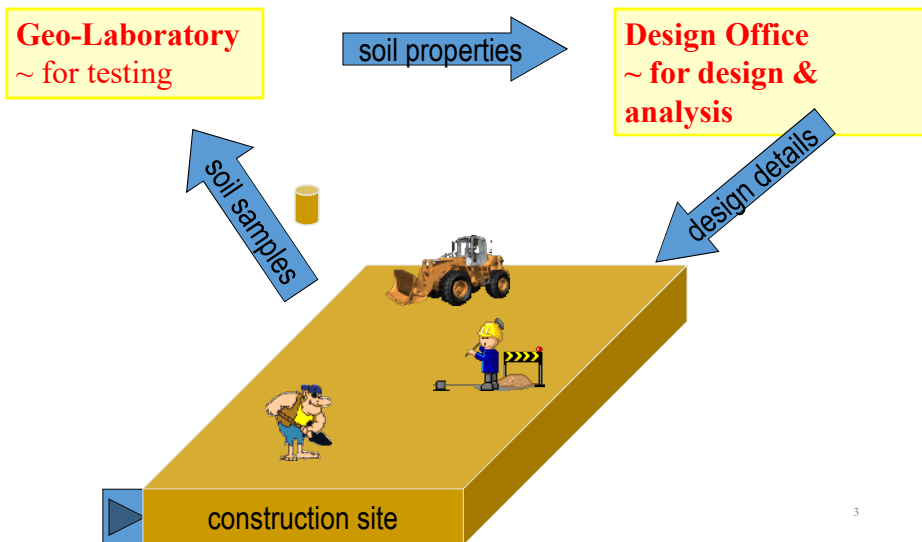 Geo-Laboratory
~ for testing
soil properties
Design Office
~ for design &
analysis
soil samples
design details
construction site
3